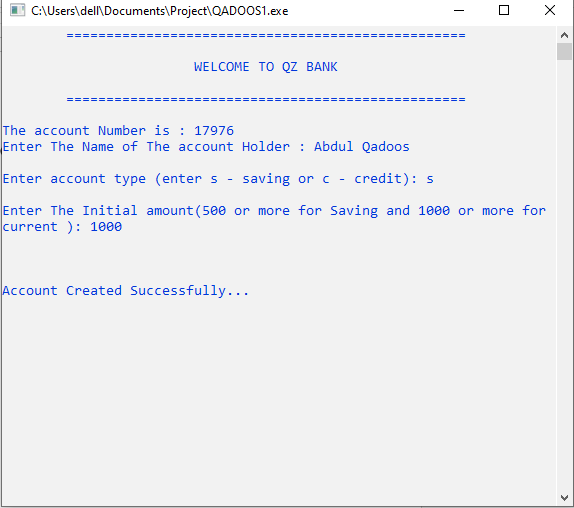 C:\Users\dell\Documents\Project\QADOOS1.exe
==================================================
WELCOME TO QZ BANK
==================================================
The account Number is : 17976
Enter The Name of The account Holder : Abdul Qadoos
Enter account type (enter s - saving or c - credit): s
Enter The Initial amount(500 or more for Saving and 1000 or more for
current ): 1000
Account Created Successfully...